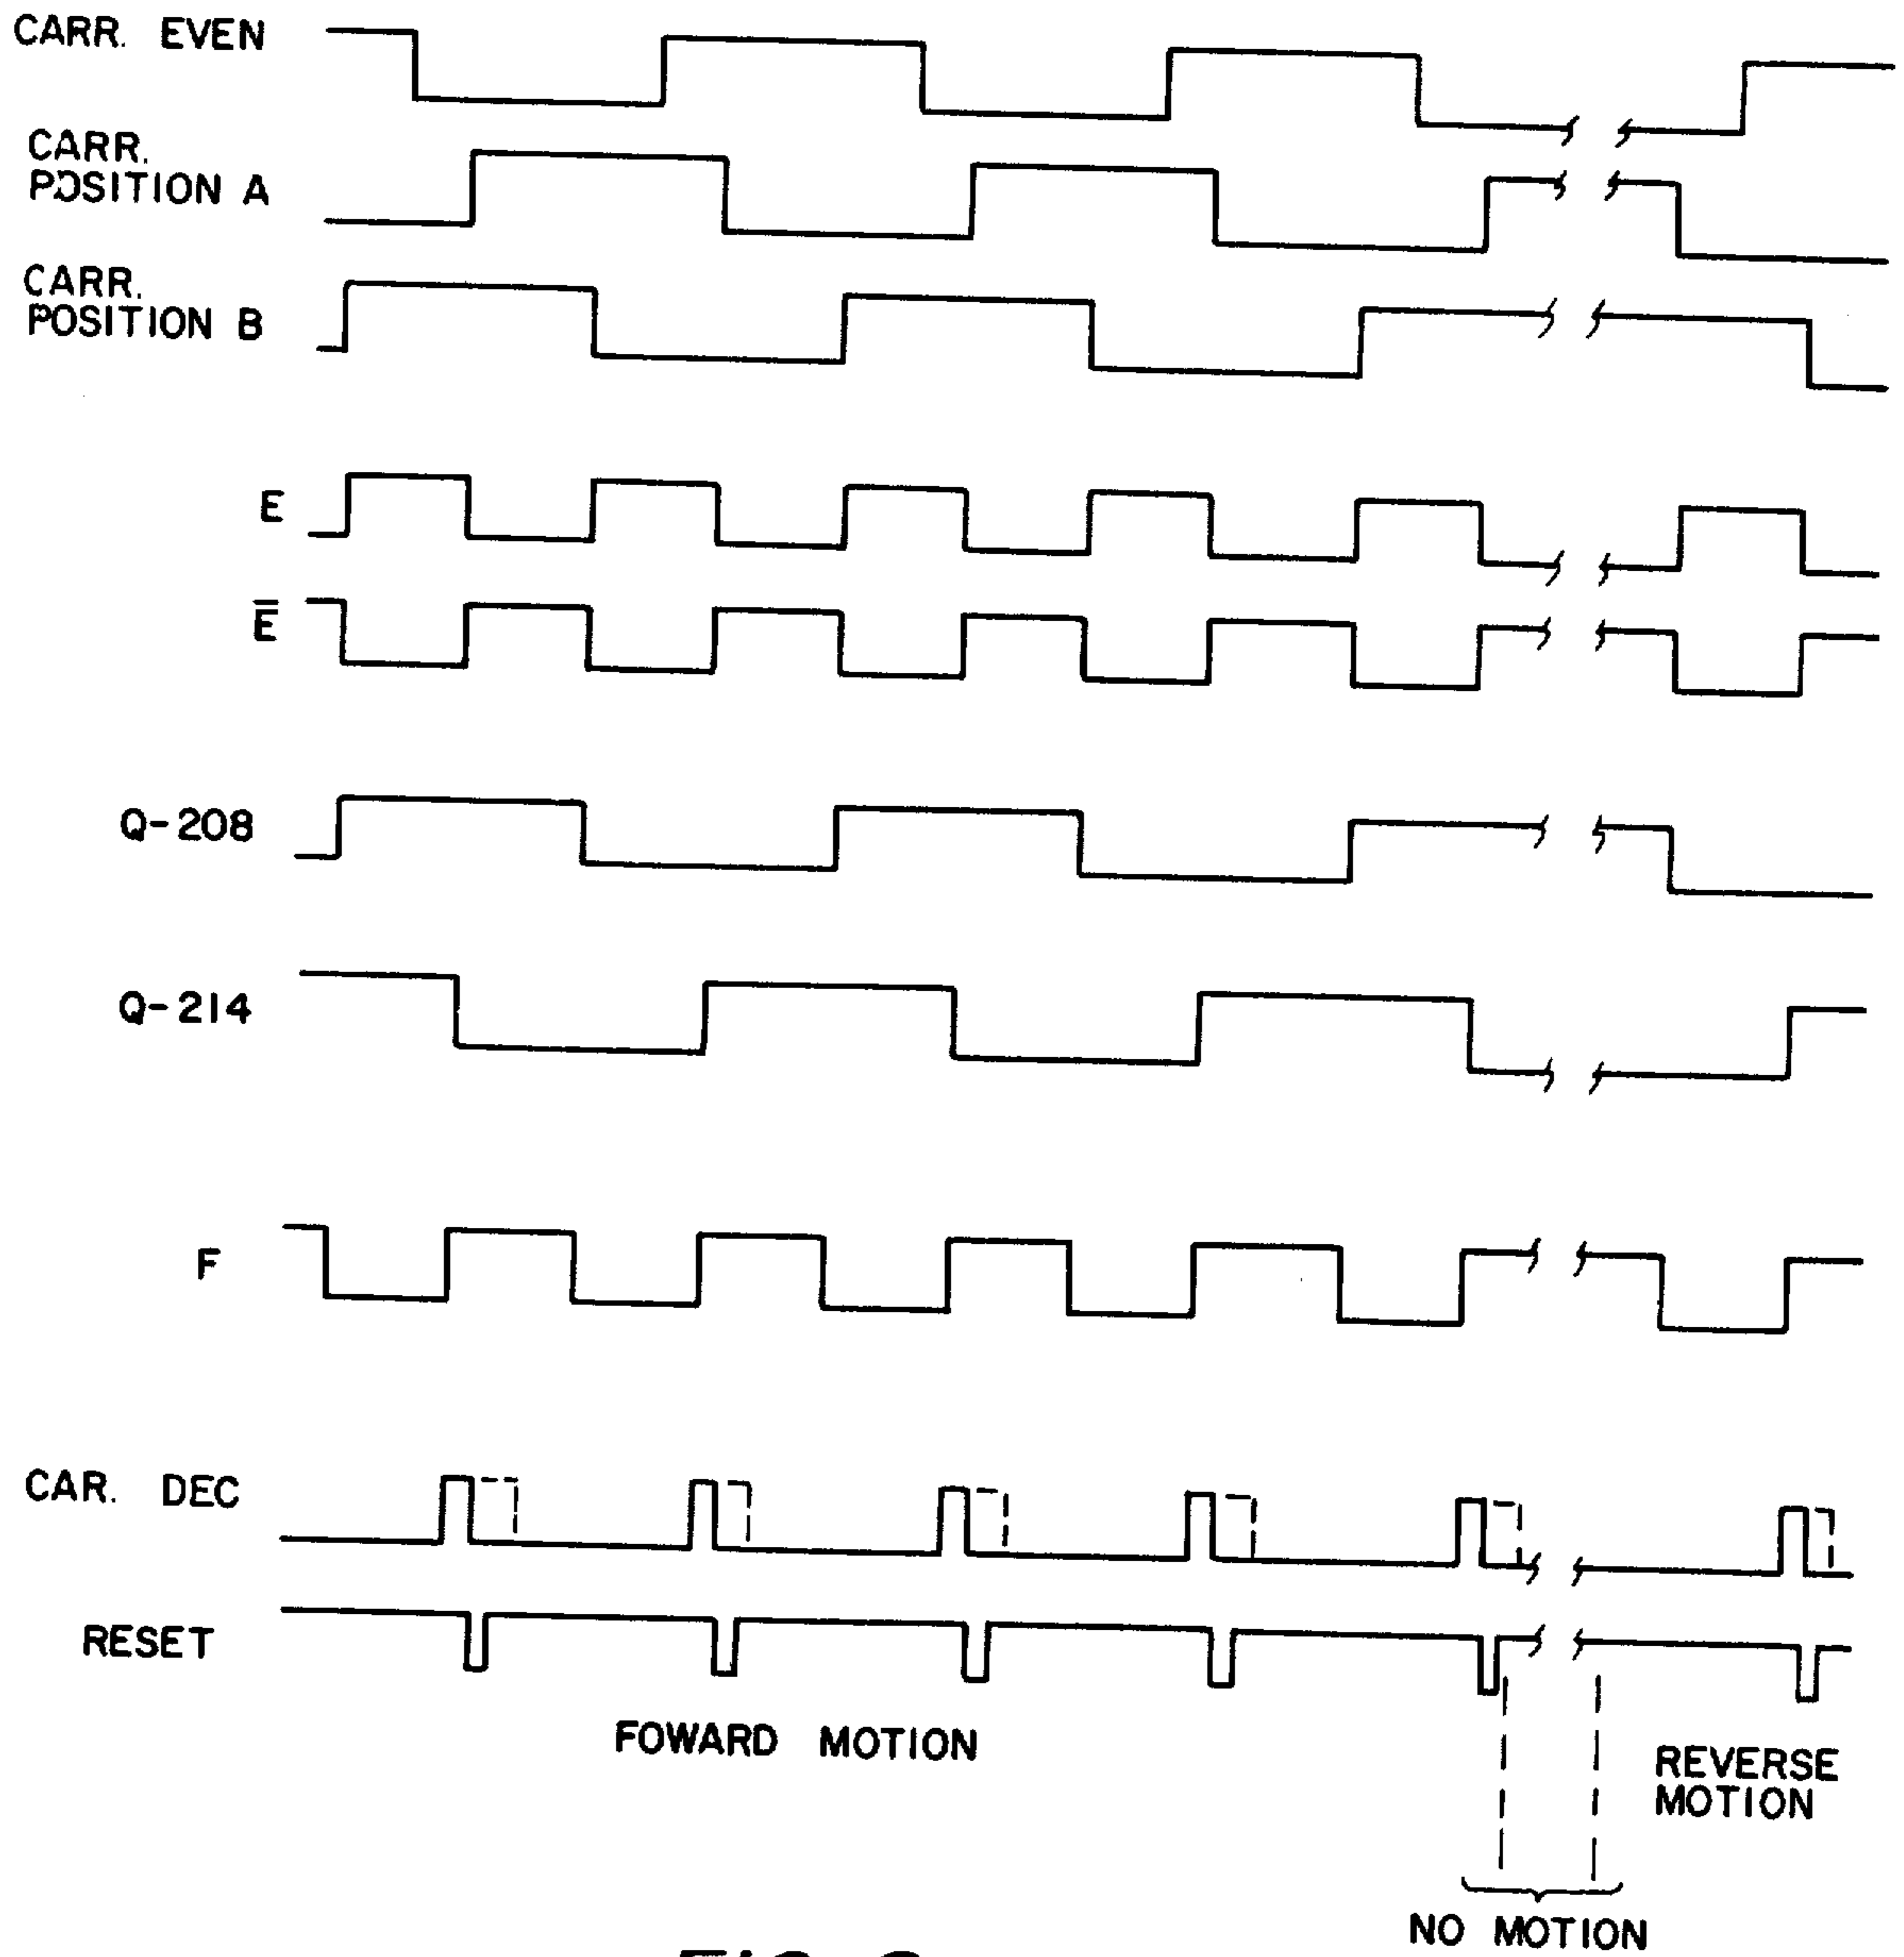 CARR. EVEN
CARR.
POSITION A
CARR.
POSITION B
E
Ē
Q-208
Q-214
F
CAR. DEC
RESET
FOWARD MOTION
REVERSE
MOTION
NO MOTION